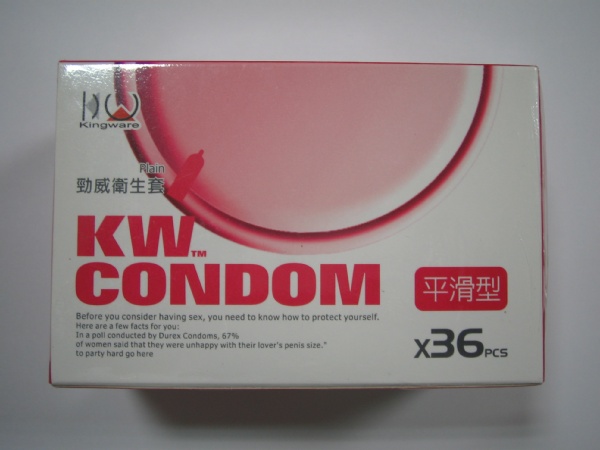 KW
Kingware
Plain
勁威衛生套
KW™
CONDOM
平滑型
Before you consider having sex, you need to know how to protect yourself.
Here are a few facts for you:
In a poll conducted by Durex Condoms, 67%
of women said that they were unhappy with their lover's penis size."
to party hard go here
X36PCS